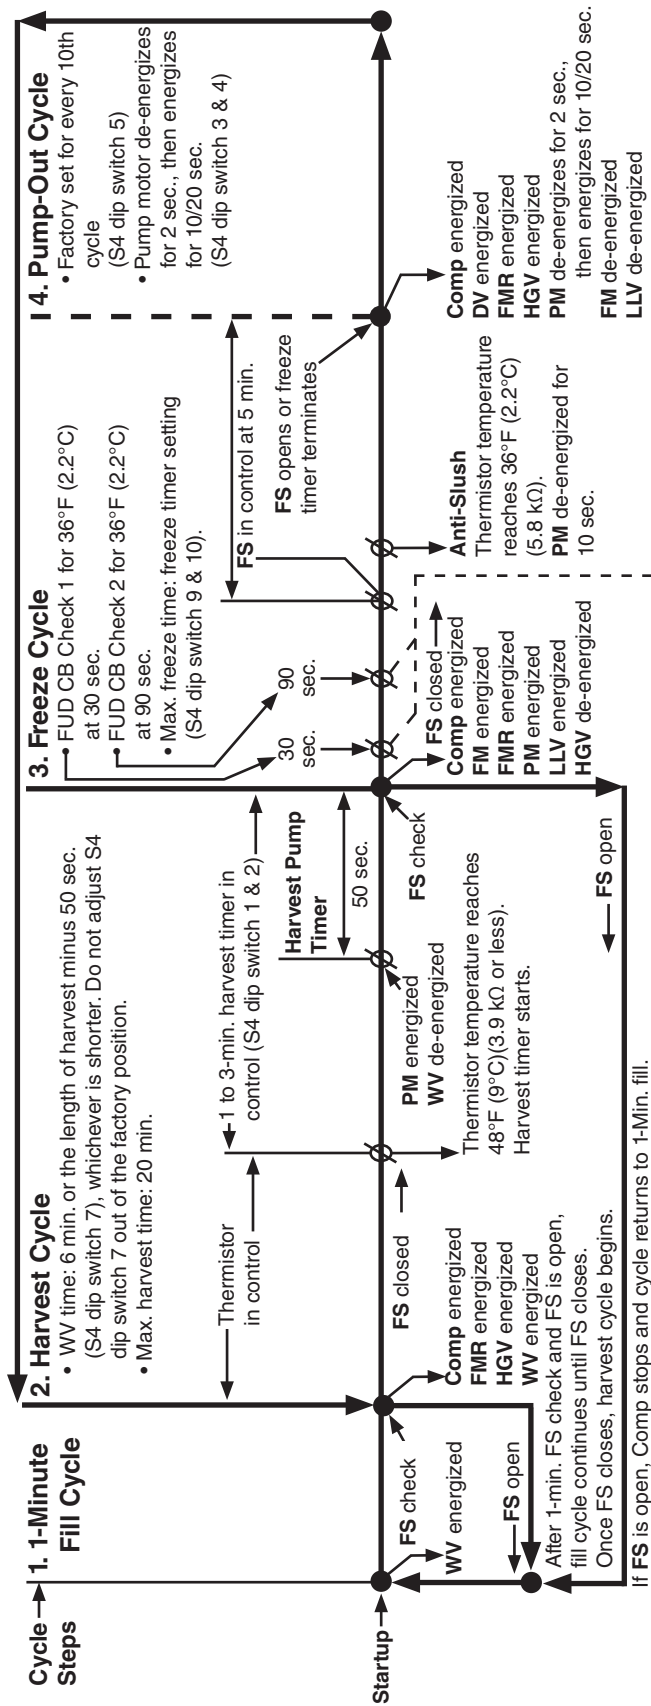 Cycle
Steps
1. 1-Minute
Fill Cycle
Startup
FS check
WV energized
FS open
After 1-min. FS check and FS is open,
fill cycle continues until FS closes.
Once FS closes, harvest cycle begins.
If FS is open, Comp stops and cycle returns to 1-Min. fill.
2. Harvest Cycle
• WV time: 6 min. or the length of harvest minus 50 sec.
(S4 dip switch 7), whichever is shorter. Do not adjust S4
dip switch 7 out of the factory position.
• Max. harvest time: 20 min.
Thermistor
in control
1 to 3-min. harvest timer in
control (S4 dip switch 1 & 2)
Harvest Pump
Timer
50 sec.
FS closed
Comp energized
FMR energized
HGV energized
WV energized
Thermistor temperature reaches
48°F (9°C)(3.9 kΩ or less).
Harvest timer starts.
PM energized
WV de-energized
FS check
FS open
3. Freeze Cycle
• FUD CB Check 1 for 36°F (2.2°C)
at 30 sec.
• FUD CB Check 2 for 36°F (2.2°C)
at 90 sec.
• Max. freeze time: freeze timer setting
(S4 dip switch 9 & 10).
30
sec.
90
sec.
FS in control at 5 min.
FS opens or freeze
timer terminates
FS closed
Comp energized
FM energized
FMR energized
PM energized
LLV energized
HGV de-energized
Anti-Slush
Thermistor temperature
reaches 36°F (2.2°C)
(5.8 kΩ).
PM de-energized for
10 sec.
4. Pump-Out Cycle
• Factory set for every 10th
cycle
(S4 dip switch 5)
• Pump motor de-energizes
for 2 sec., then energizes
for 10/20 sec.
(S4 dip switch 3 & 4)
Comp energized
DV energized
FMR energized
HGV energized
PM de-energizes for 2 sec.,
then energizes for 10/20 sec.
FM de-energized
LLV de-energized